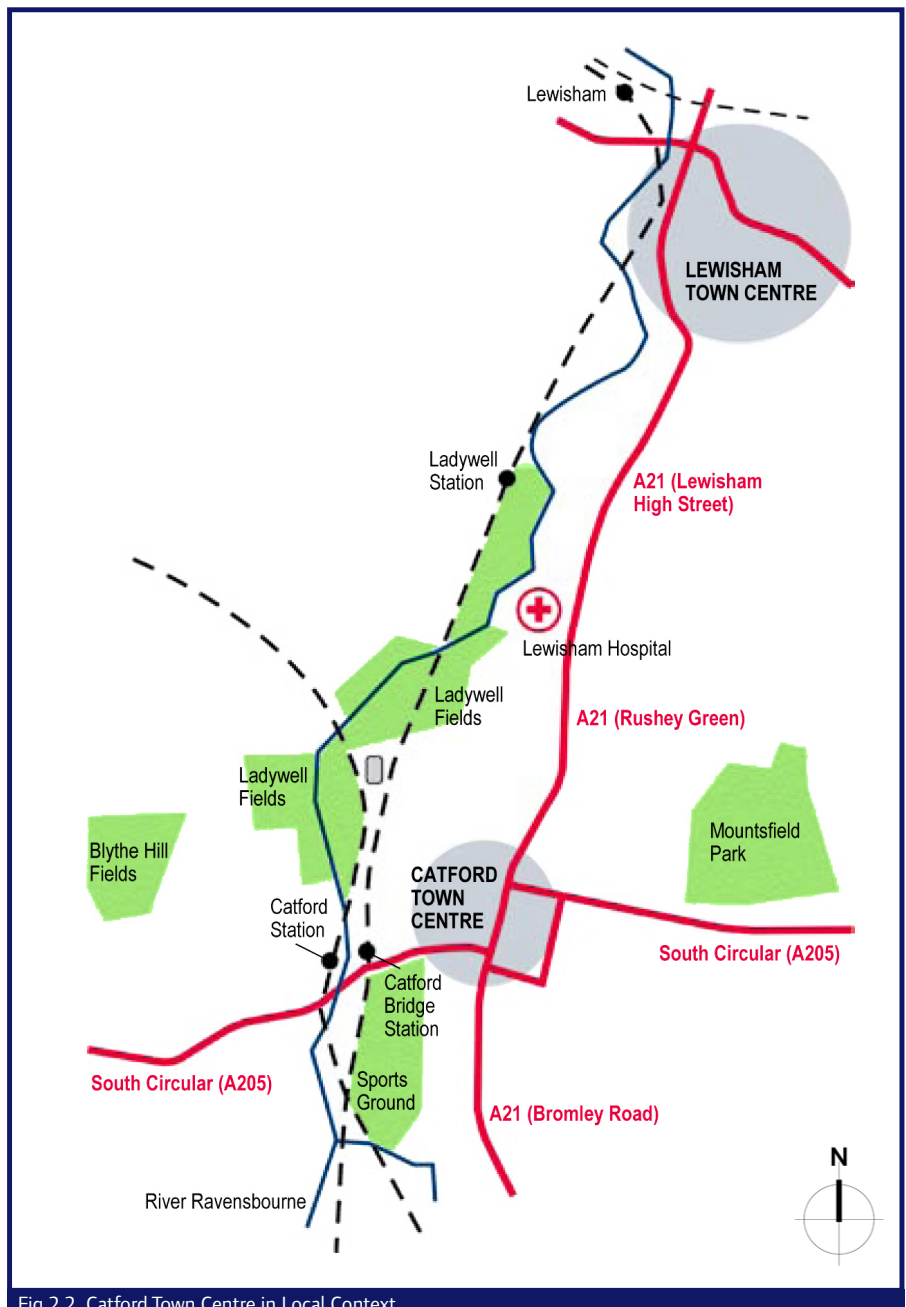 Lewisham
LEWISHAM
TOWN CENTRE
Ladywell
Station
A21 (Lewisham
High Street)
Lewisham Hospital
Ladywell
Fields
A21 (Rushey Green)
Ladywell
Fields
Mountsfield
Park
Blythe Hill
Fields
CATFORD
TOWN
CENTRE
Catford
Station
South Circular (A205)
Catford
Bridge
Station
South Circular (A205)
Sports
Ground
A21 (Bromley Road)
N
River Ravensbourne
Fig 2.2 Catford Town Centre in Local Context